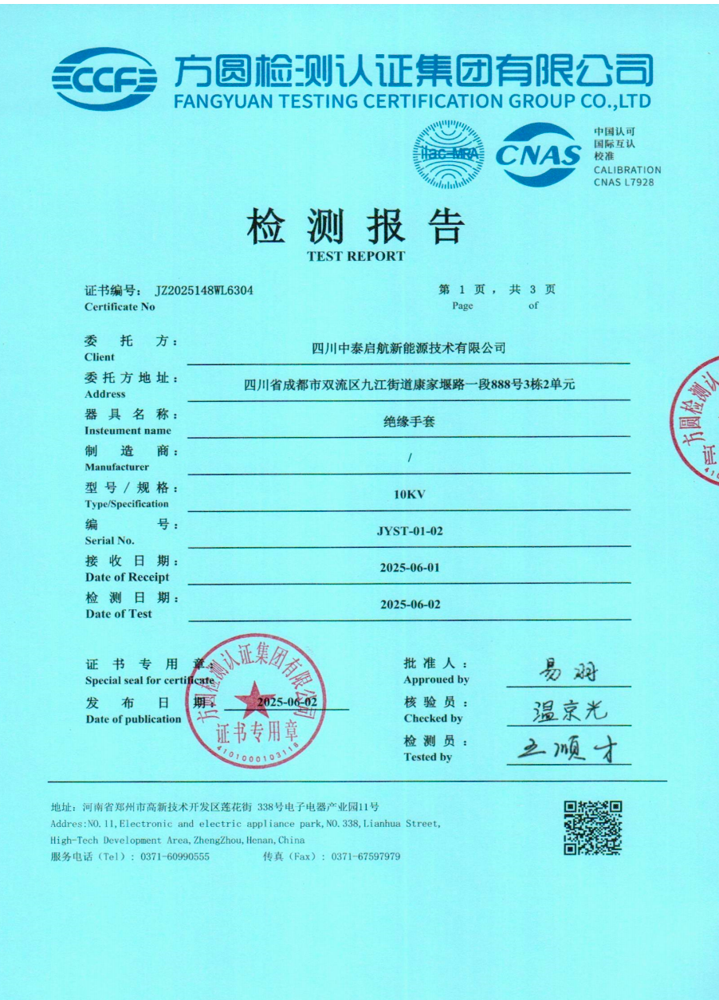 CCF 方圆检测认证集团有限公司
FANGYUAN TESTING CERTIFICATION GROUP CO.,LTD
ilac-MRA
CNAS
中国认可
国际互认
校准
CALIBRATION
CNAS L7928
检测报告
TEST REPORT
证书编号: JZ2025148WL6304
Certificate No
第 1 页 , 共 3 页
Page of
委托方:
Client
四川中泰启航新能源技术有限公司
委托方地址:
Address
四川省成都市双流区九江街道康家堰路一段888号3栋2单元
器具名称:
Insteument name
绝缘手套
制造商:
Manufacturer
/
型号/规格:
Type/Specification
10KV
编号:
Serial No.
JYST-01-02
接收日期:
Date of Receipt
2025-06-01
检测日期:
Date of Test
2025-06-02
方圆检测认
证书专用章:
Special seal for certificate
发布日期: 2025-06-02
Date of publication
方圆检测认证集团有限公司
证书专用章
4101000103118
批准人:
Approued by
易羽
核验员:
Checked by
温京光
检测员:
Tested by
王顺才
地址: 河南省郑州市高新技术开发区莲花街 338号电子电器产业园11号
Addres:NO.11,Electronic and electric appliance park,NO.338,Lianhua Street,
High-Tech Development Area,ZhengZhou,Henan,China
服务电话(Tel): 0371-60990555 传真(Fax): 0371-67597979